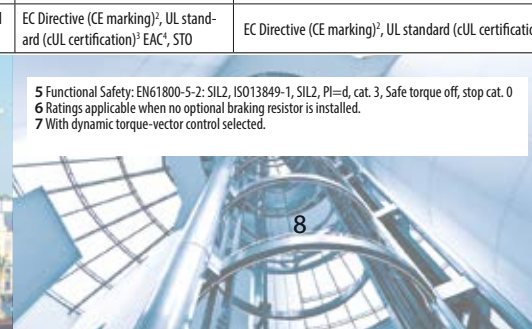 EC Directive (CE marking)², UL stand-
ard (cUL certification)³ EAC⁴, STO
EC Directive (CE marking)², UL standard (cUL
5 Functional Safety: EN61800-5-2: SIL2, ISO13849-1, SIL2, Pl=d, cat. 3, Safe torque off, stop cat. 0
6 Ratings applicable when no optional braking resistor is installed.
7 With dynamic torque-vector control selected.
8